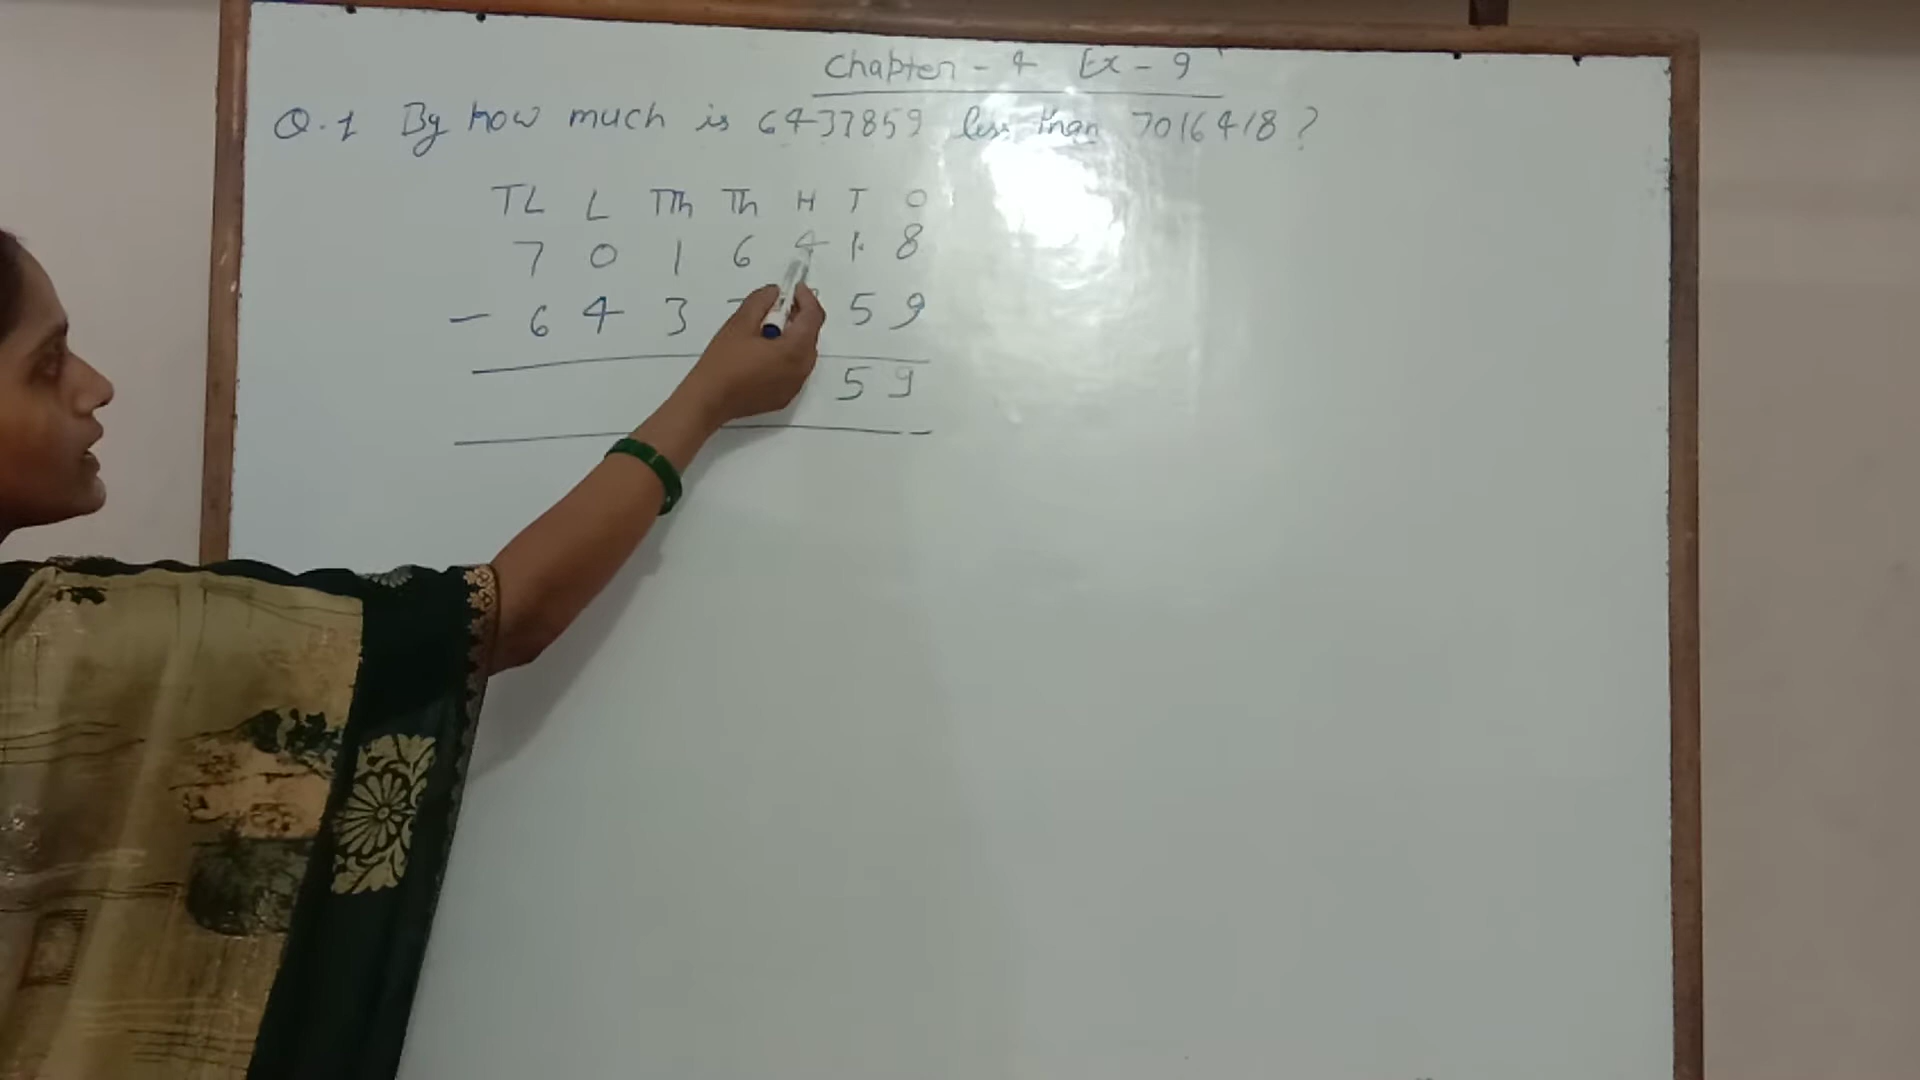 Chapter - 4 Ex - 9
Q.1 By how much is 6437859 less than 7016418 ?
TL L TTh Th H T O
7 0 1 6 4 1 8
- 6 4 3 5 9
5 9